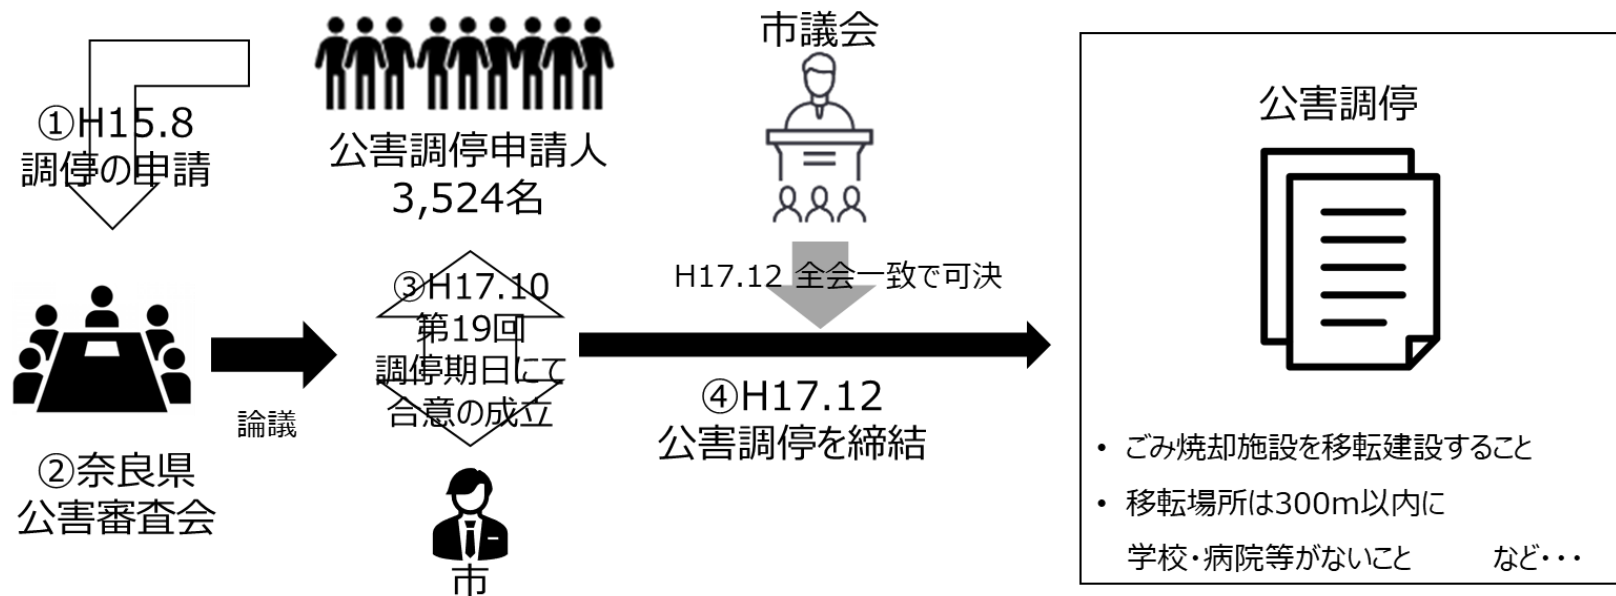 ①H15.8
調停の申請
公害調停申請人
3,524名
②奈良県
公害審査会
論議
③H17.10
第19回
調停期日にて
合意の成立
市
市議会
H17.12 全会一致で可決
④H17.12
公害調停を締結
公害調停
• ごみ焼却施設を移転建設すること
• 移転場所は300m以内に
学校・病院等がないこと など・・・